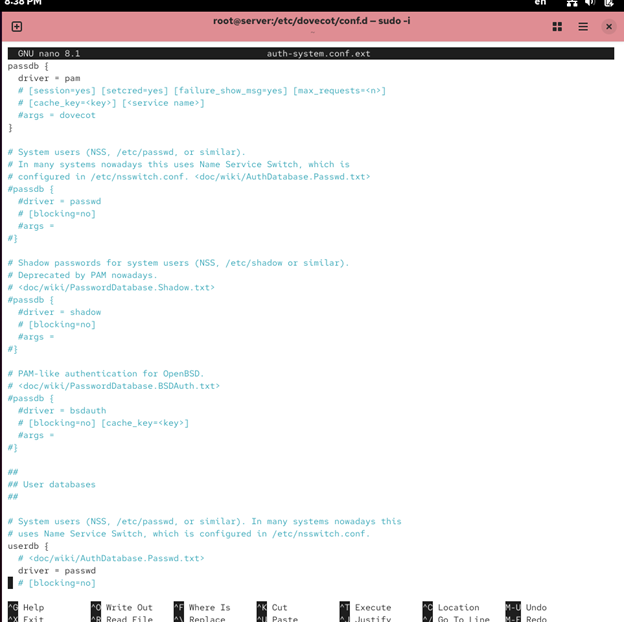 8:38 PM
en
root@server:/etc/dovecot/conf.d — sudo -i
GNU nano 8.1 auth-system.conf.ext
passdb {
  driver = pam
  # [session=yes] [setcred=yes] [failure_show_msg=yes] [max_requests=<n>]
  # [cache_key=<key>] [<service name>]
  #args = dovecot
}

# System users (NSS, /etc/passwd, or similar).
# In many systems nowadays this uses Name Service Switch, which is
# configured in /etc/nsswitch.conf. <doc/wiki/AuthDatabase.Passwd.txt>
#passdb {
  #driver = passwd
  # [blocking=no]
  #args =
#}

# Shadow passwords for system users (NSS, /etc/shadow or similar).
# Deprecated by PAM nowadays.
# <doc/wiki/PasswordDatabase.Shadow.txt>
#passdb {
  #driver = shadow
  # [blocking=no]
  #args =
#}

# PAM-like authentication for OpenBSD.
# <doc/wiki/PasswordDatabase.BSDAuth.txt>
#passdb {
  #driver = bsdauth
  # [blocking=no] [cache_key=<key>]
  #args =
#}

##
## User databases
##

# System users (NSS, /etc/passwd, or similar). In many systems nowadays this
# uses Name Service Switch, which is configured in /etc/nsswitch.conf.
userdb {
  # <doc/wiki/AuthDatabase.Passwd.txt>
  driver = passwd
  # [blocking=no]

^G Help ^O Write Out ^F Where Is ^K Cut ^T Execute ^C Location M-U Undo
^X Exit ^R Read File ^\ Replace ^U Paste ^J Justify ^/ Go To Line M-E Redo